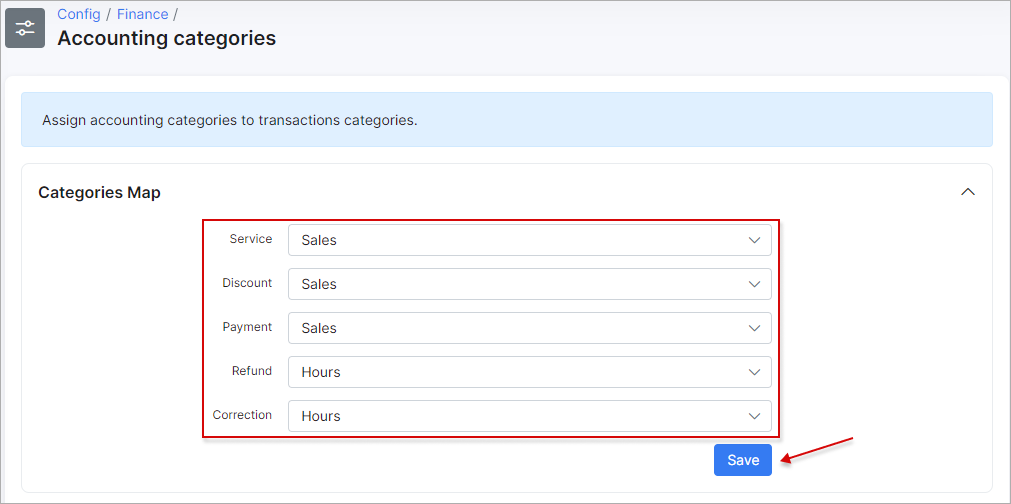 Config / Finance /
Accounting categories
Assign accounting categories to transactions categories.
Categories Map
Service Sales
Discount Sales
Payment Sales
Refund Hours
Correction Hours
Save